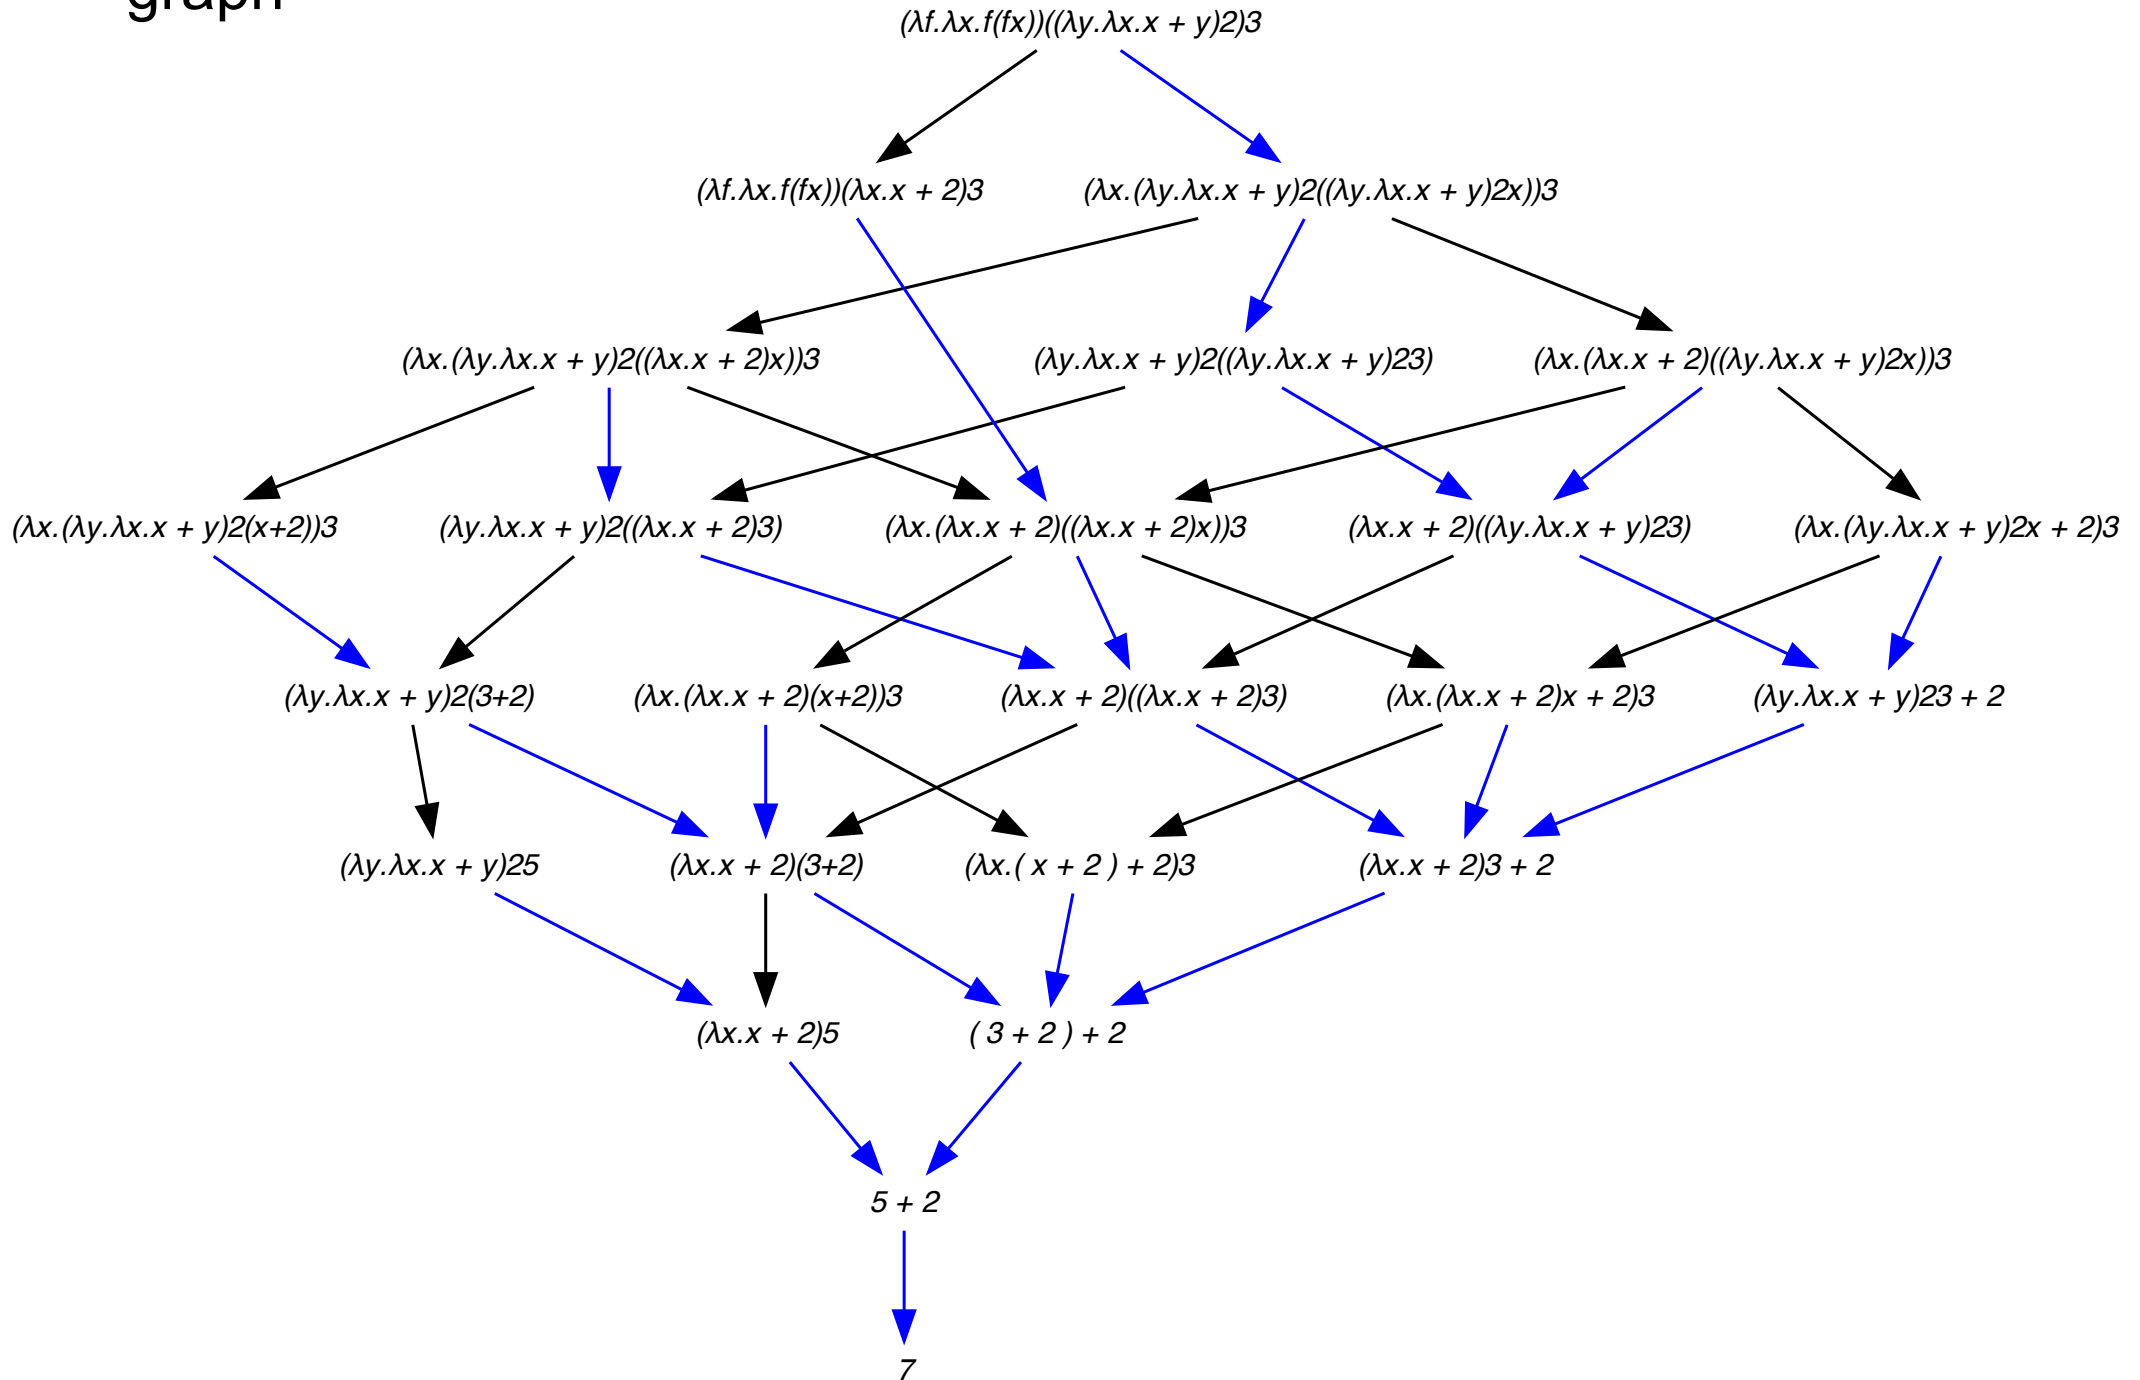 graph
(λf.λx.f(fx))((λy.λx.x + y)2)3
(λf.λx.f(fx))(λx.x + 2)3
(λx.(λy.λx.x + y)2((λy.λx.x + y)2x))3
(λx.(λy.λx.x + y)2((λx.x + 2)x))3
(λy.λx.x + y)2((λy.λx.x + y)23)
(λx.(λx.x + 2)((λy.λx.x + y)2x))3
(λx.(λy.λx.x + y)2(x+2))3
(λy.λx.x + y)2((λx.x + 2)3)
(λx.(λx.x + 2)((λx.x + 2)x))3
(λx.x + 2)((λy.λx.x + y)23)
(λx.(λy.λx.x + y)2x + 2)3
(λy.λx.x + y)2(3+2)
(λx.(λx.x + 2)(x+2))3
(λx.x + 2)((λx.x + 2)3)
(λx.(λx.x + 2)x + 2)3
(λy.λx.x + y)23 + 2
(λy.λx.x + y)25
(λx.x + 2)(3+2)
(λx.( x + 2 ) + 2)3
(λx.x + 2)3 + 2
(λx.x + 2)5
( 3 + 2 ) + 2
5 + 2
7